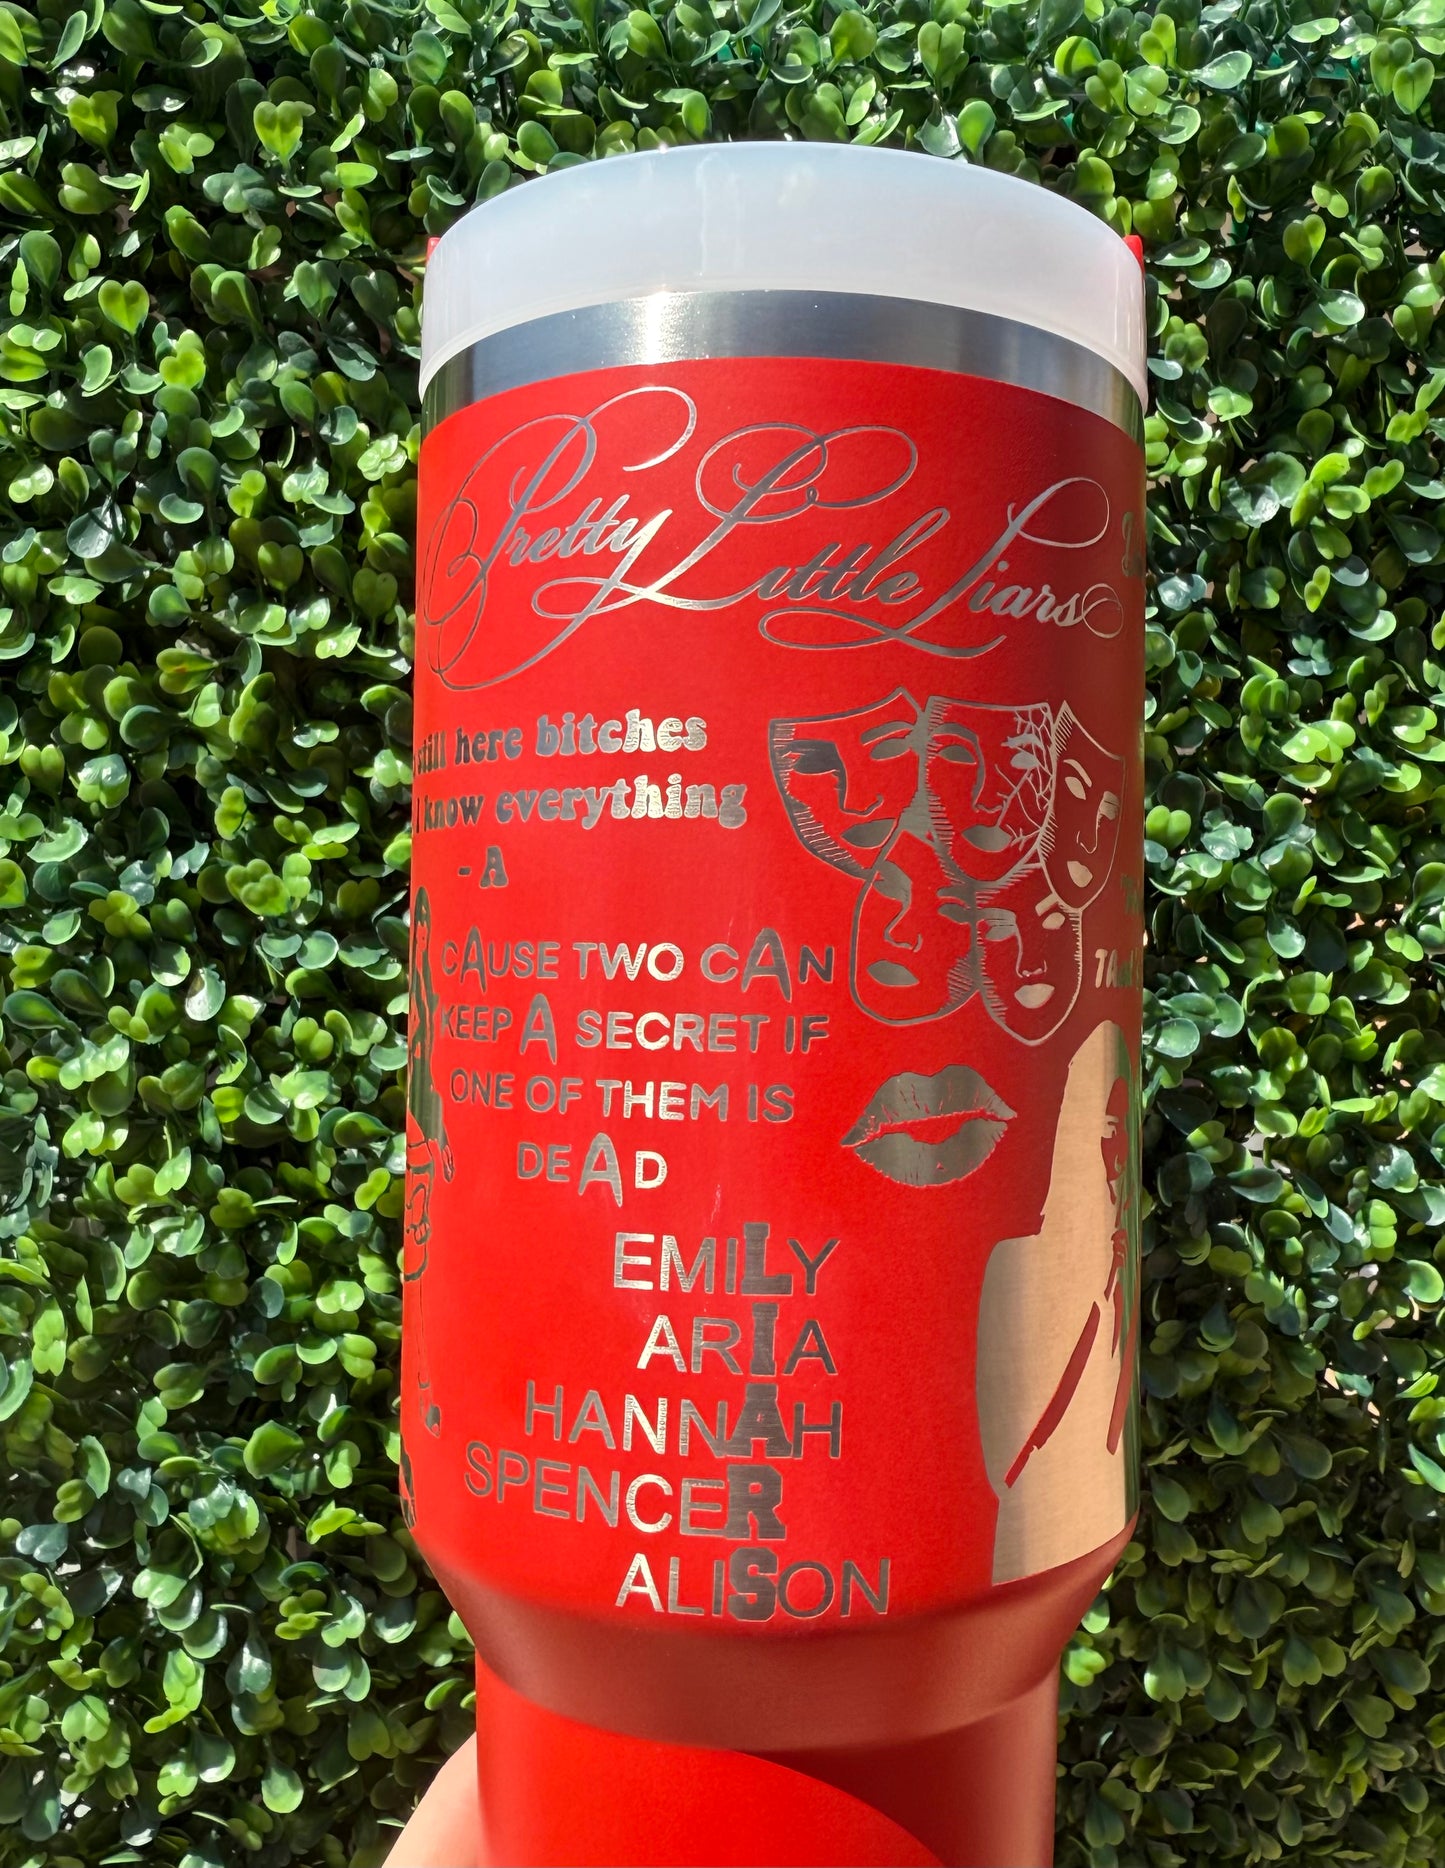 Pretty Little Liars
still here bitches
I know everything
- A
CAUSE TWO CAN
KEEP A SECRET IF
ONE OF THEM IS
DEAD
EMILY
ARIA
HANNAH
SPENCER
ALISON